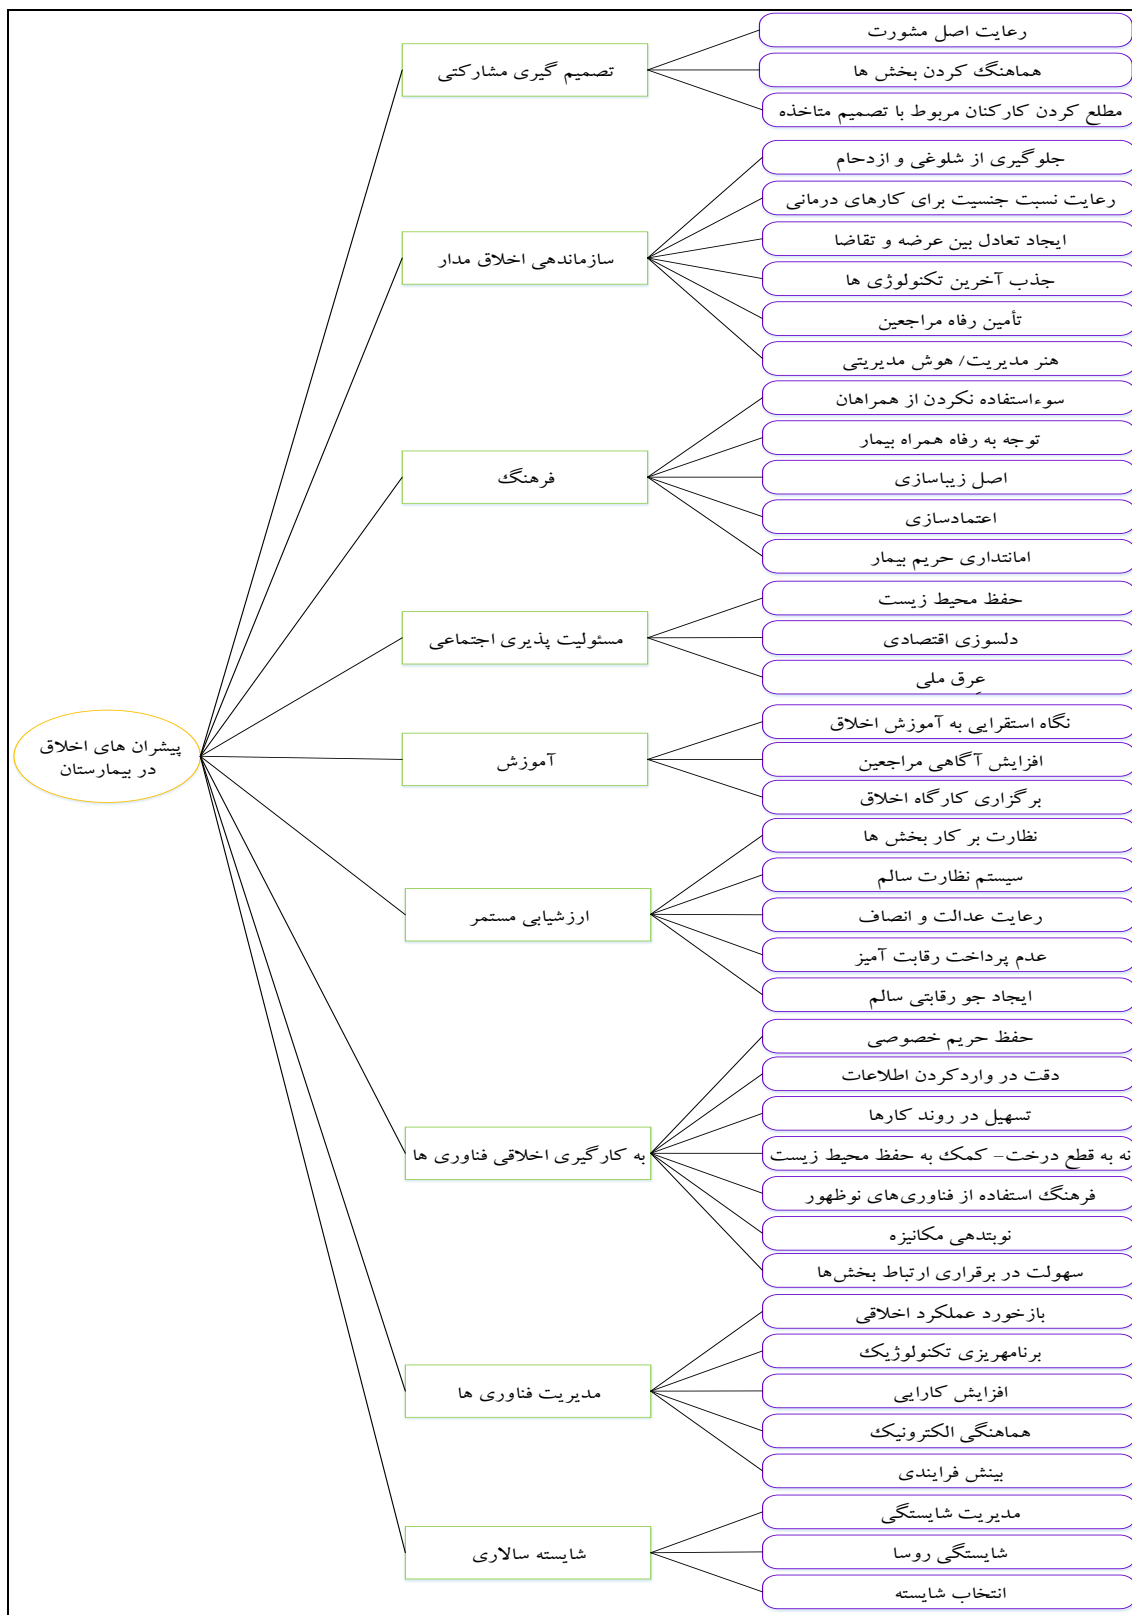 پیشران های اخلاق
در بیمارستان
تصمیم گیری مشارکتی
رعایت اصل مشورت
هماهنگ کردن بخش ها
مطلع کردن کارکنان مربوط با تصمیم متاخذه
سازماندهی اخلاق مدار
جلوگیری از شلوغی و ازدحام
رعایت نسبت جنسیت برای کارهای درمانی
ایجاد تعادل بین عرضه و تقاضا
جذب آخرین تکنولوژی ها
تأمین رفاه مراجعین
هنر مدیریت/ هوش مدیریتی
فرهنگ
سوءاستفاده نکردن از همراهان
توجه به رفاه همراه بیمار
اصل زیباسازی
اعتمادسازی
امانتداری حریم بیمار
مسئولیت پذیری اجتماعی
حفظ محیط زیست
دلسوزی اقتصادی
عرق ملی
آموزش
نگاه استقرایی به آموزش اخلاق
افزایش آگاهی مراجعین
برگزاری کارگاه اخلاق
ارزشیابی مستمر
نظارت بر کار بخش ها
سیستم نظارت سالم
رعایت عدالت و انصاف
عدم پرداخت رقابت آمیز
ایجاد جو رقابتی سالم
به کارگیری اخلاقی فناوری ها
حفظ حریم خصوصی
دقت در واردکردن اطلاعات
تسهیل در روند کارها
نه به قطع درخت– کمک به حفظ محیط زیست
فرهنگ استفاده از فناوری‌های نوظهور
نوبتدهی مکانیزه
سهولت در برقراری ارتباط بخش‌ها
مدیریت فناوری ها
بازخورد عملکرد اخلاقی
برنامهریزی تکنولوژیک
افزایش کارایی
هماهنگی الکترونیک
بینش فرایندی
شایسته سالاری
مدیریت شایستگی
شایستگی روسا
انتخاب شایسته